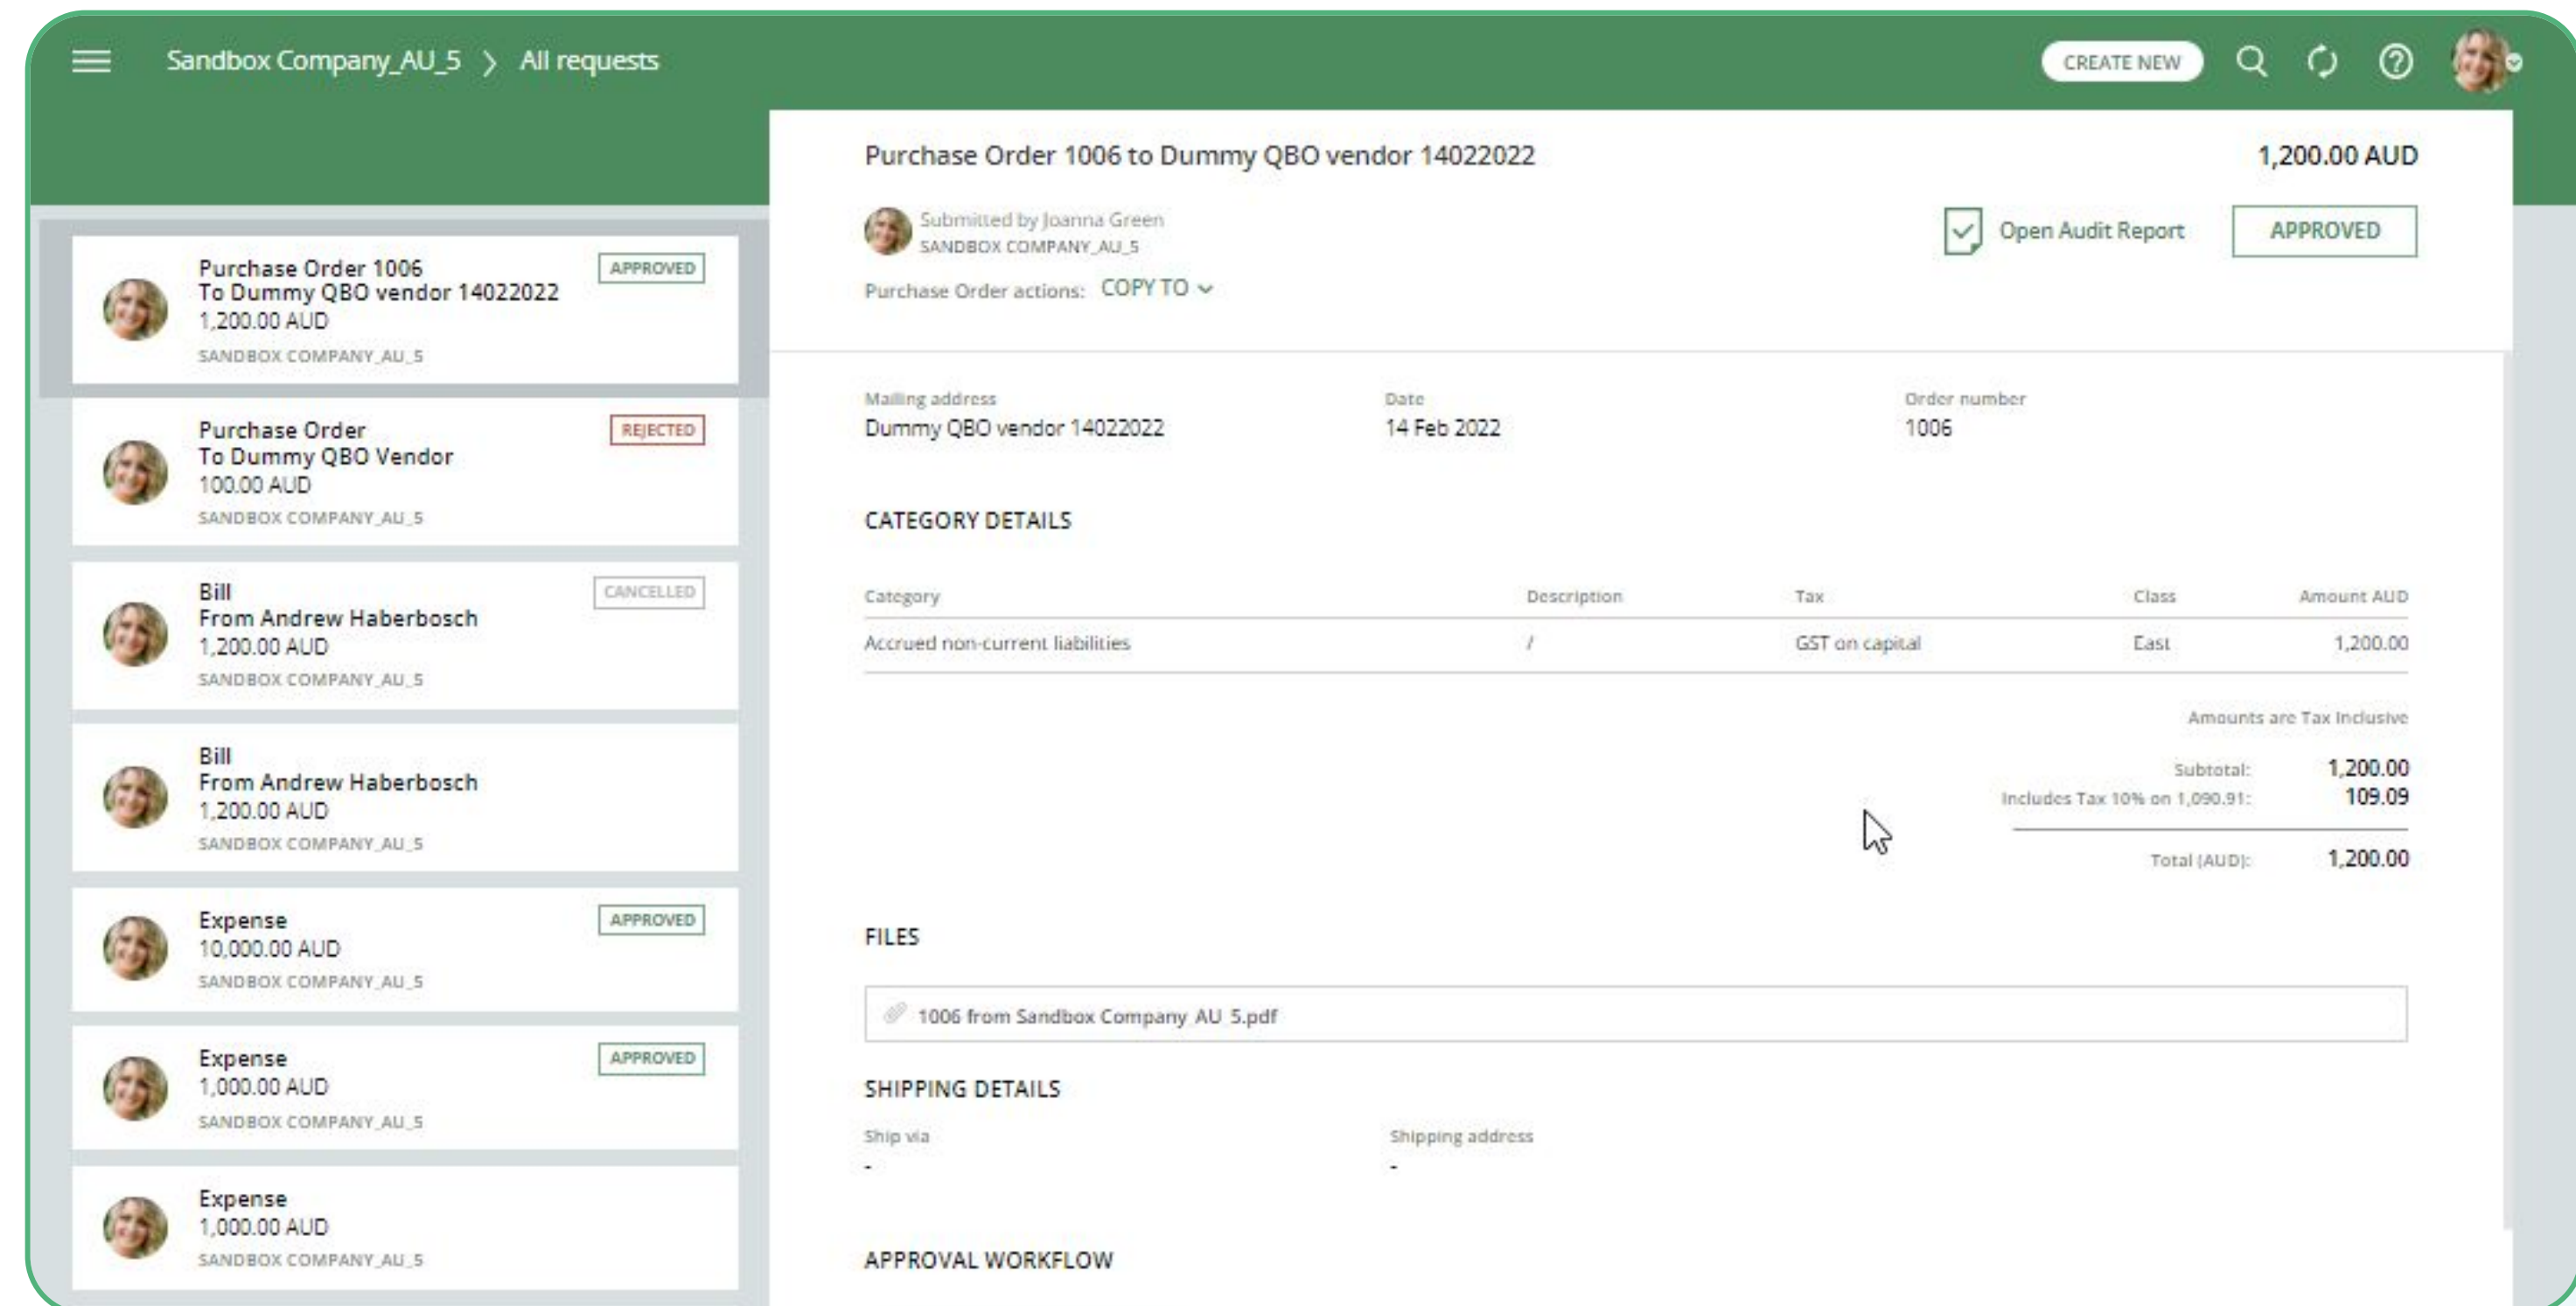 Sandbox Company_AU_5 > All requests
CREATE NEW
Purchase Order 1006
To Dummy QBO vendor 14022022
1,200.00 AUD
SANDBOX COMPANY_AU_5
APPROVED
Purchase Order
To Dummy QBO Vendor
100.00 AUD
SANDBOX COMPANY_AU_5
REJECTED
Bill
From Andrew Haberbosch
1,200.00 AUD
SANDBOX COMPANY_AU_5
CANCELLED
Bill
From Andrew Haberbosch
1,200.00 AUD
SANDBOX COMPANY_AU_5
Expense
10,000.00 AUD
SANDBOX COMPANY_AU_5
APPROVED
Expense
1,000.00 AUD
SANDBOX COMPANY_AU_5
APPROVED
Expense
1,000.00 AUD
SANDBOX COMPANY_AU_5
Purchase Order 1006 to Dummy QBO vendor 14022022 1,200.00 AUD
Submitted by Joanna Green
SANDBOX COMPANY_AU_5
Open Audit Report APPROVED
Purchase Order actions: COPY TO
Mailing address Date Order number
Dummy QBO vendor 14022022 14 Feb 2022 1006
CATEGORY DETAILS
Category Description Tax Class Amount AUD
Accrued non-current liabilities / GST on capital East 1,200.00
Amounts are Tax Inclusive
Subtotal: 1,200.00
Includes Tax 10% on 1,090.91: 109.09
Total (AUD): 1,200.00
FILES
1006 from Sandbox Company AU 5.pdf
SHIPPING DETAILS
Ship via Shipping address
- -
APPROVAL WORKFLOW